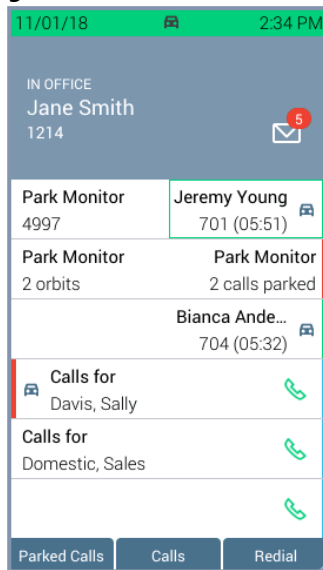 11/01/18 2:34 PM
IN OFFICE
Jane Smith
1214
5
Park Monitor Jeremy Young
4997 701 (05:51)
Park Monitor Park Monitor
2 orbits 2 calls parked
Bianca Ande...
704 (05:32)
Calls for
Davis, Sally
Calls for
Domestic, Sales
Parked Calls Calls Redial